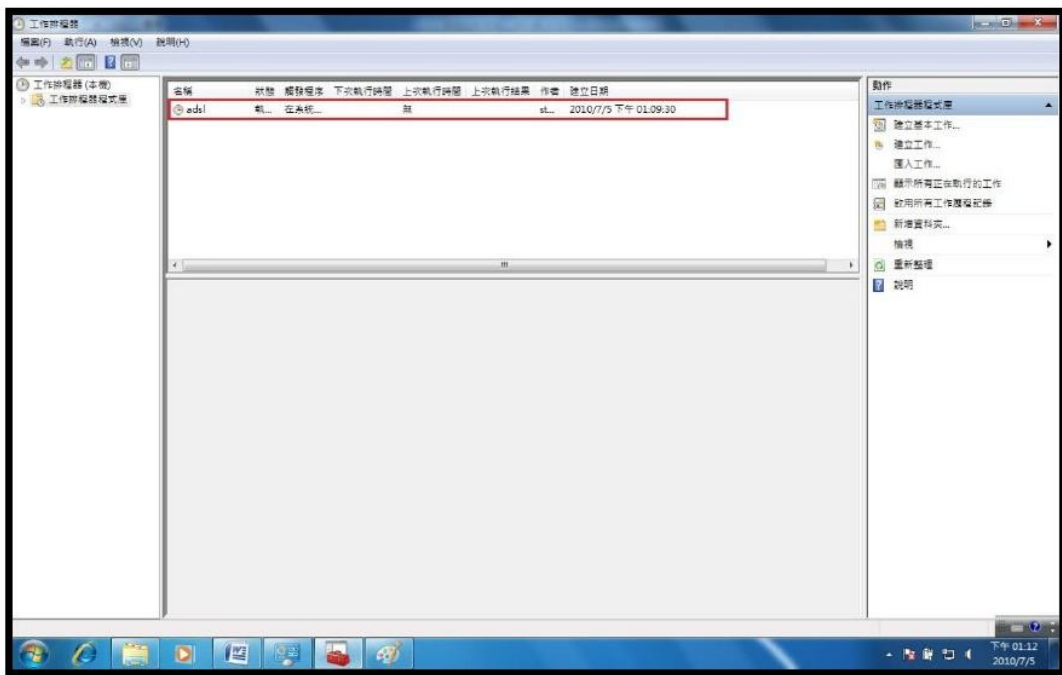 工作排程器
檔案(F) 執行(A) 檢視(V) 說明(H)
工作排程器 (本機)
工作排程器程式庫
名稱 狀態 觸發程序 下次執行時間 上次執行時間 上次執行結果 作者 建立日期
adsl 執... 在系統... 無 st... 2010/7/5 下午 01:09:30
動作
工作排程器程式庫
建立基本工作...
建立工作...
匯入工作...
顯示所有正在執行的工作
啟用所有工作歷程記錄
新增資料夾...
檢視
重新整理
說明
下午 01:12
2010/7/5